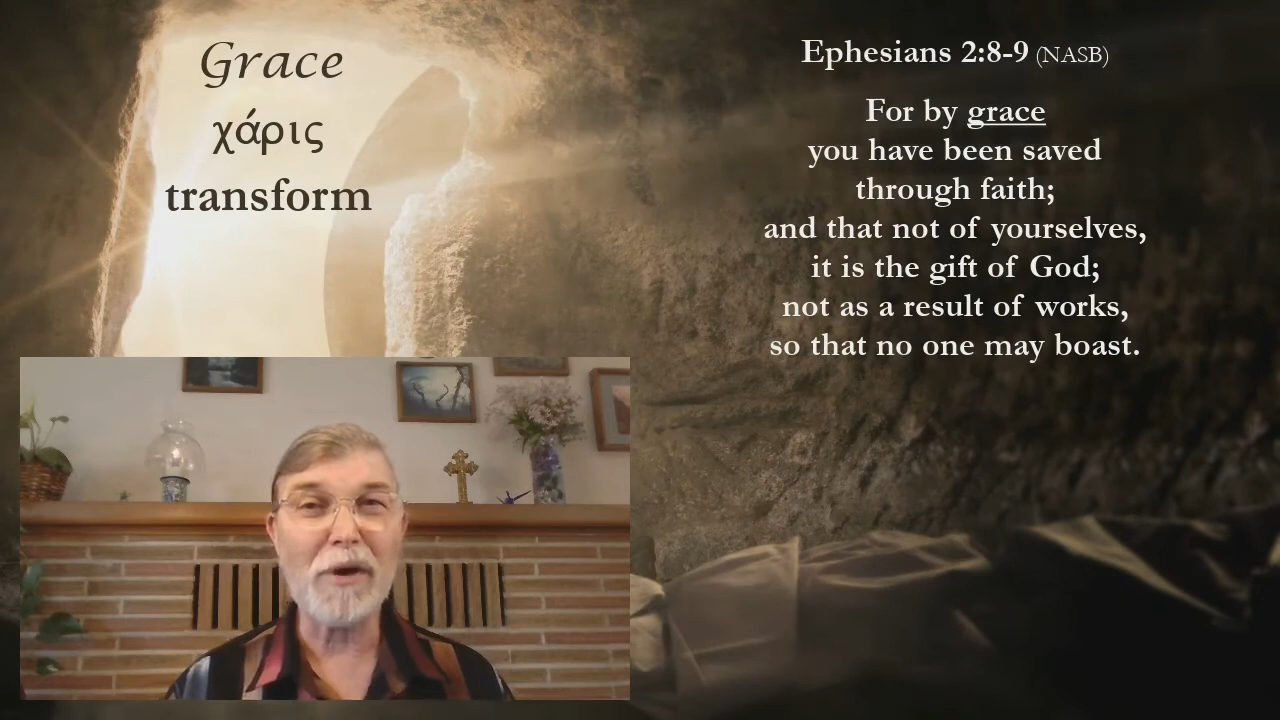 Grace
χάρις
transform
Ephesians 2:8-9 (NASB)
For by grace
you have been saved
through faith;
and that not of yourselves,
it is the gift of God;
not as a result of works,
so that no one may boast.